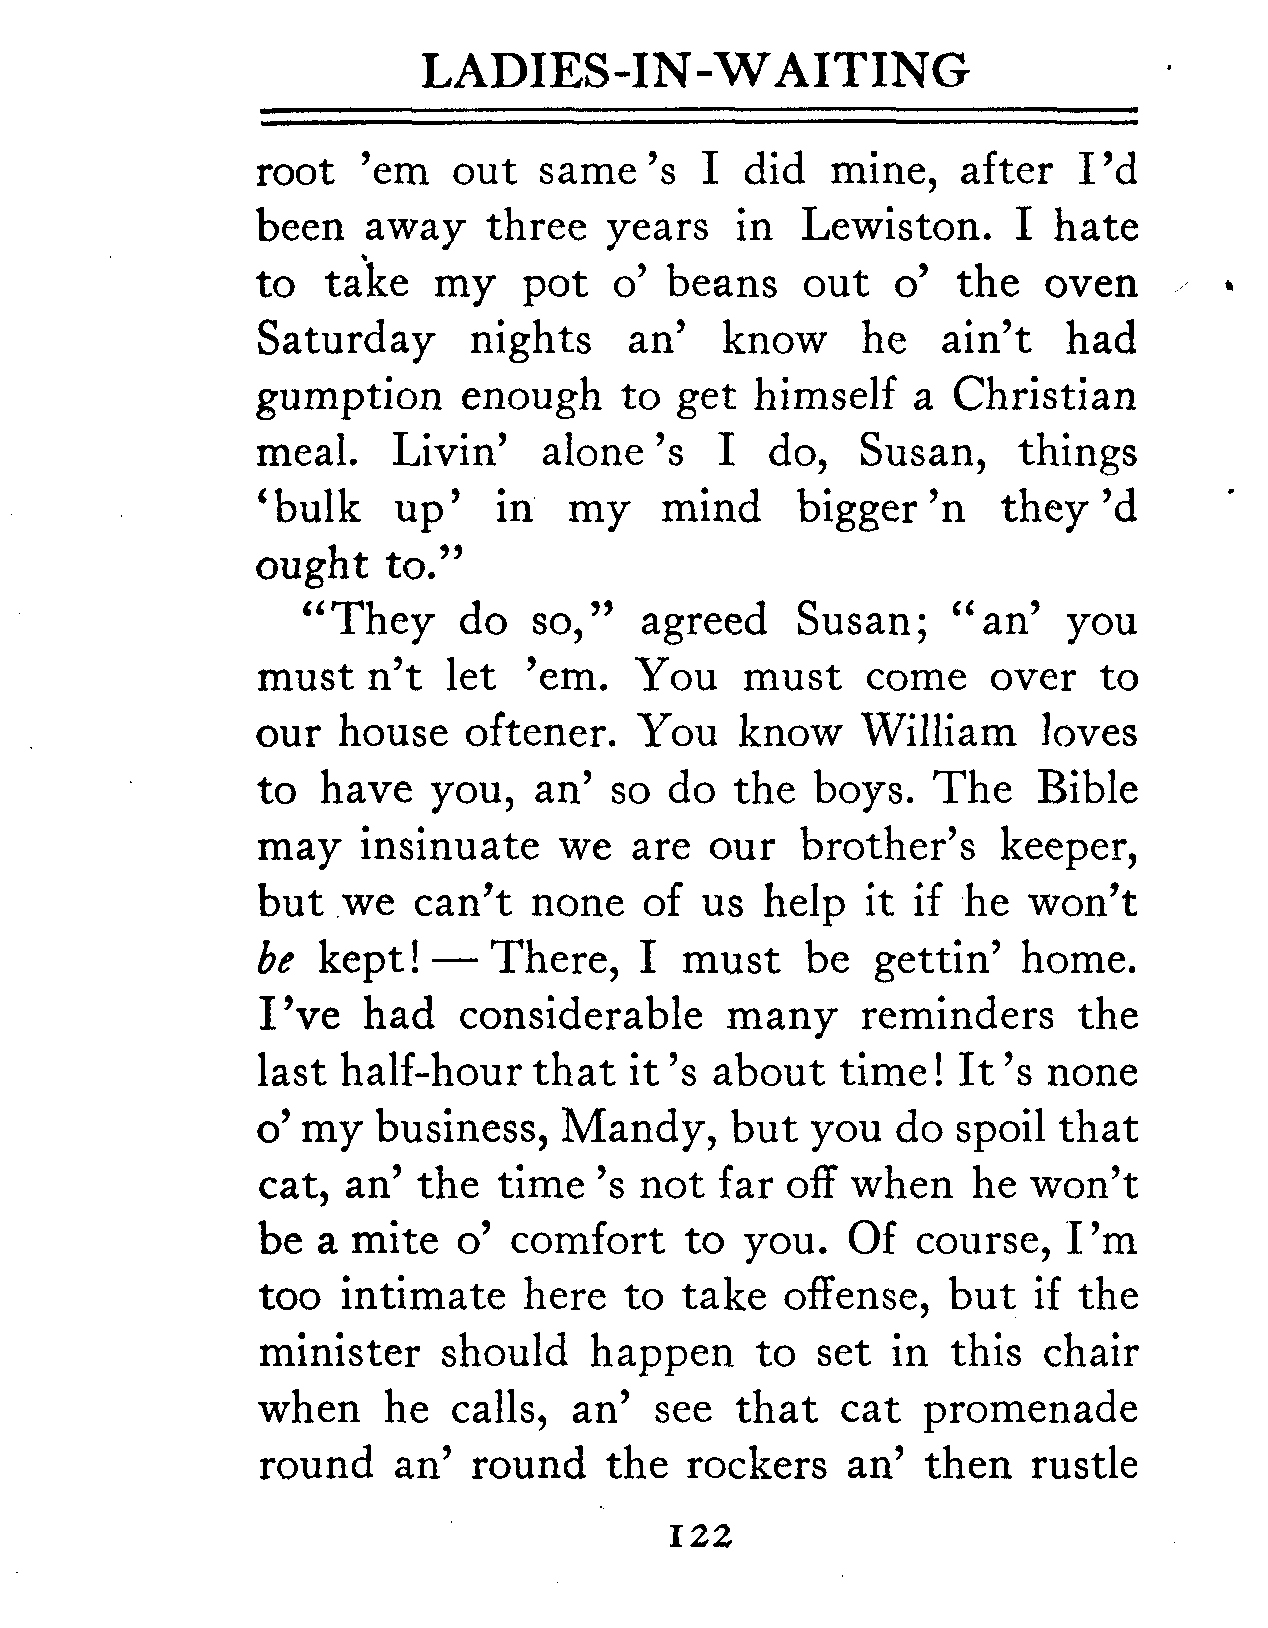 LADIES-IN-WAITING
root 'em out same 's I did mine, after I 'd
been away three years in Lewiston. I hate
to take my pot o' beans out o' the oven
Saturday nights an' know he ain't had
gumption enough to get himself a Christian
meal. Livin' alone 's I do, Susan, things
'bulk up' in my mind bigger 'n they 'd
ought to."
"They do so," agreed Susan; "an' you
must n't let 'em. You must come over to
our house oftener. You know William loves
to have you, an' so do the boys. The Bible
may insinuate we are our brother's keeper,
but we can't none of us help it if he won't
be kept! — There, I must be gettin' home.
I 've had considerable many reminders the
last half-hour that it 's about time! It 's none
o' my business, Mandy, but you do spoil that
cat, an' the time 's not far off when he won't
be a mite o' comfort to you. Of course, I 'm
too intimate here to take offense, but if the
minister should happen to set in this chair
when he calls, an' see that cat promenade
round an' round the rockers an' then rustle
122